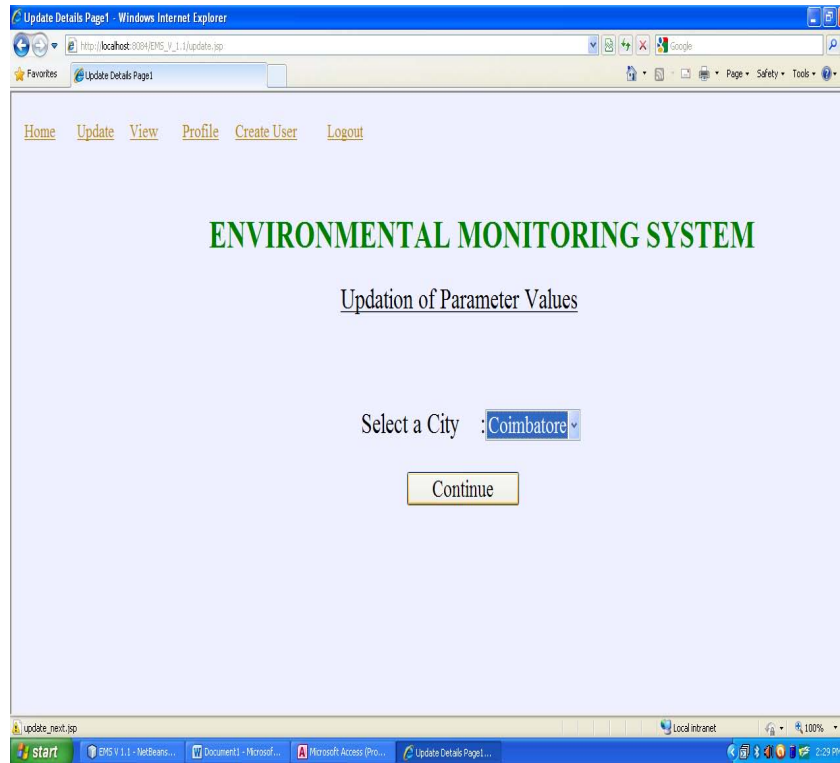 Update Details Page1 - Windows Internet Explorer
http://localhost:8084/EMS_V_1.1/update.jsp
Google
Favorites Update Details Page1 Page Safety Tools
Home Update View Profile Create User Logout
ENVIRONMENTAL MONITORING SYSTEM
Updation of Parameter Values
Select a City : Coimbatore
Continue
update_next.jsp Local intranet 100%
start EMS V 1.1 - NetBeans... Document1 - Microsof... Microsoft Access (Pro... Update Details Page1... 2:29 PM